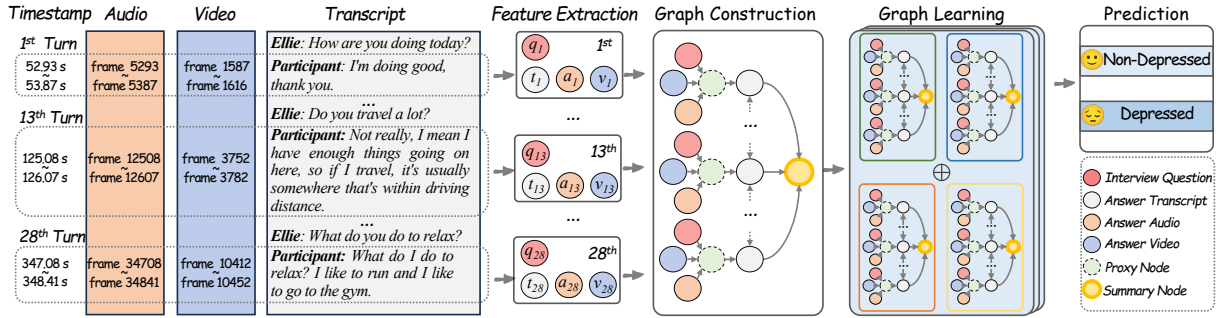 Timestamp
Audio
Video
Transcript
Feature Extraction
Graph Construction
Graph Learning
Prediction
1st Turn
52,93 s
~
53,87 s
frame 5293
~
frame 5387
frame 1587
~
frame 1616
Ellie: How are you doing today?
Participant: I'm doing good,
thank you.
...
13th Turn
125,08 s
~
126,07 s
frame 12508
~
frame 12607
frame 3752
~
frame 3782
Ellie: Do you travel a lot?
Participant: Not really, I mean I
have enough things going on
here, so if I travel, it's usually
somewhere that's within driving
distance.
...
28th Turn
347,08 s
~
348,41 s
frame 34708
~
frame 34841
frame 10412
~
frame 10452
Ellie: What do you do to relax?
Participant: What do I do to
relax? I like to run and I like
to go to the gym.
q1 1st
t1 a1 v1
...
q13 13th
t13 a13 v13
...
q28 28th
t28 a28 v28
...
...
⊕
Non-Depressed
Depressed
Interview Question
Answer Transcript
Answer Audio
Answer Video
Proxy Node
Summary Node